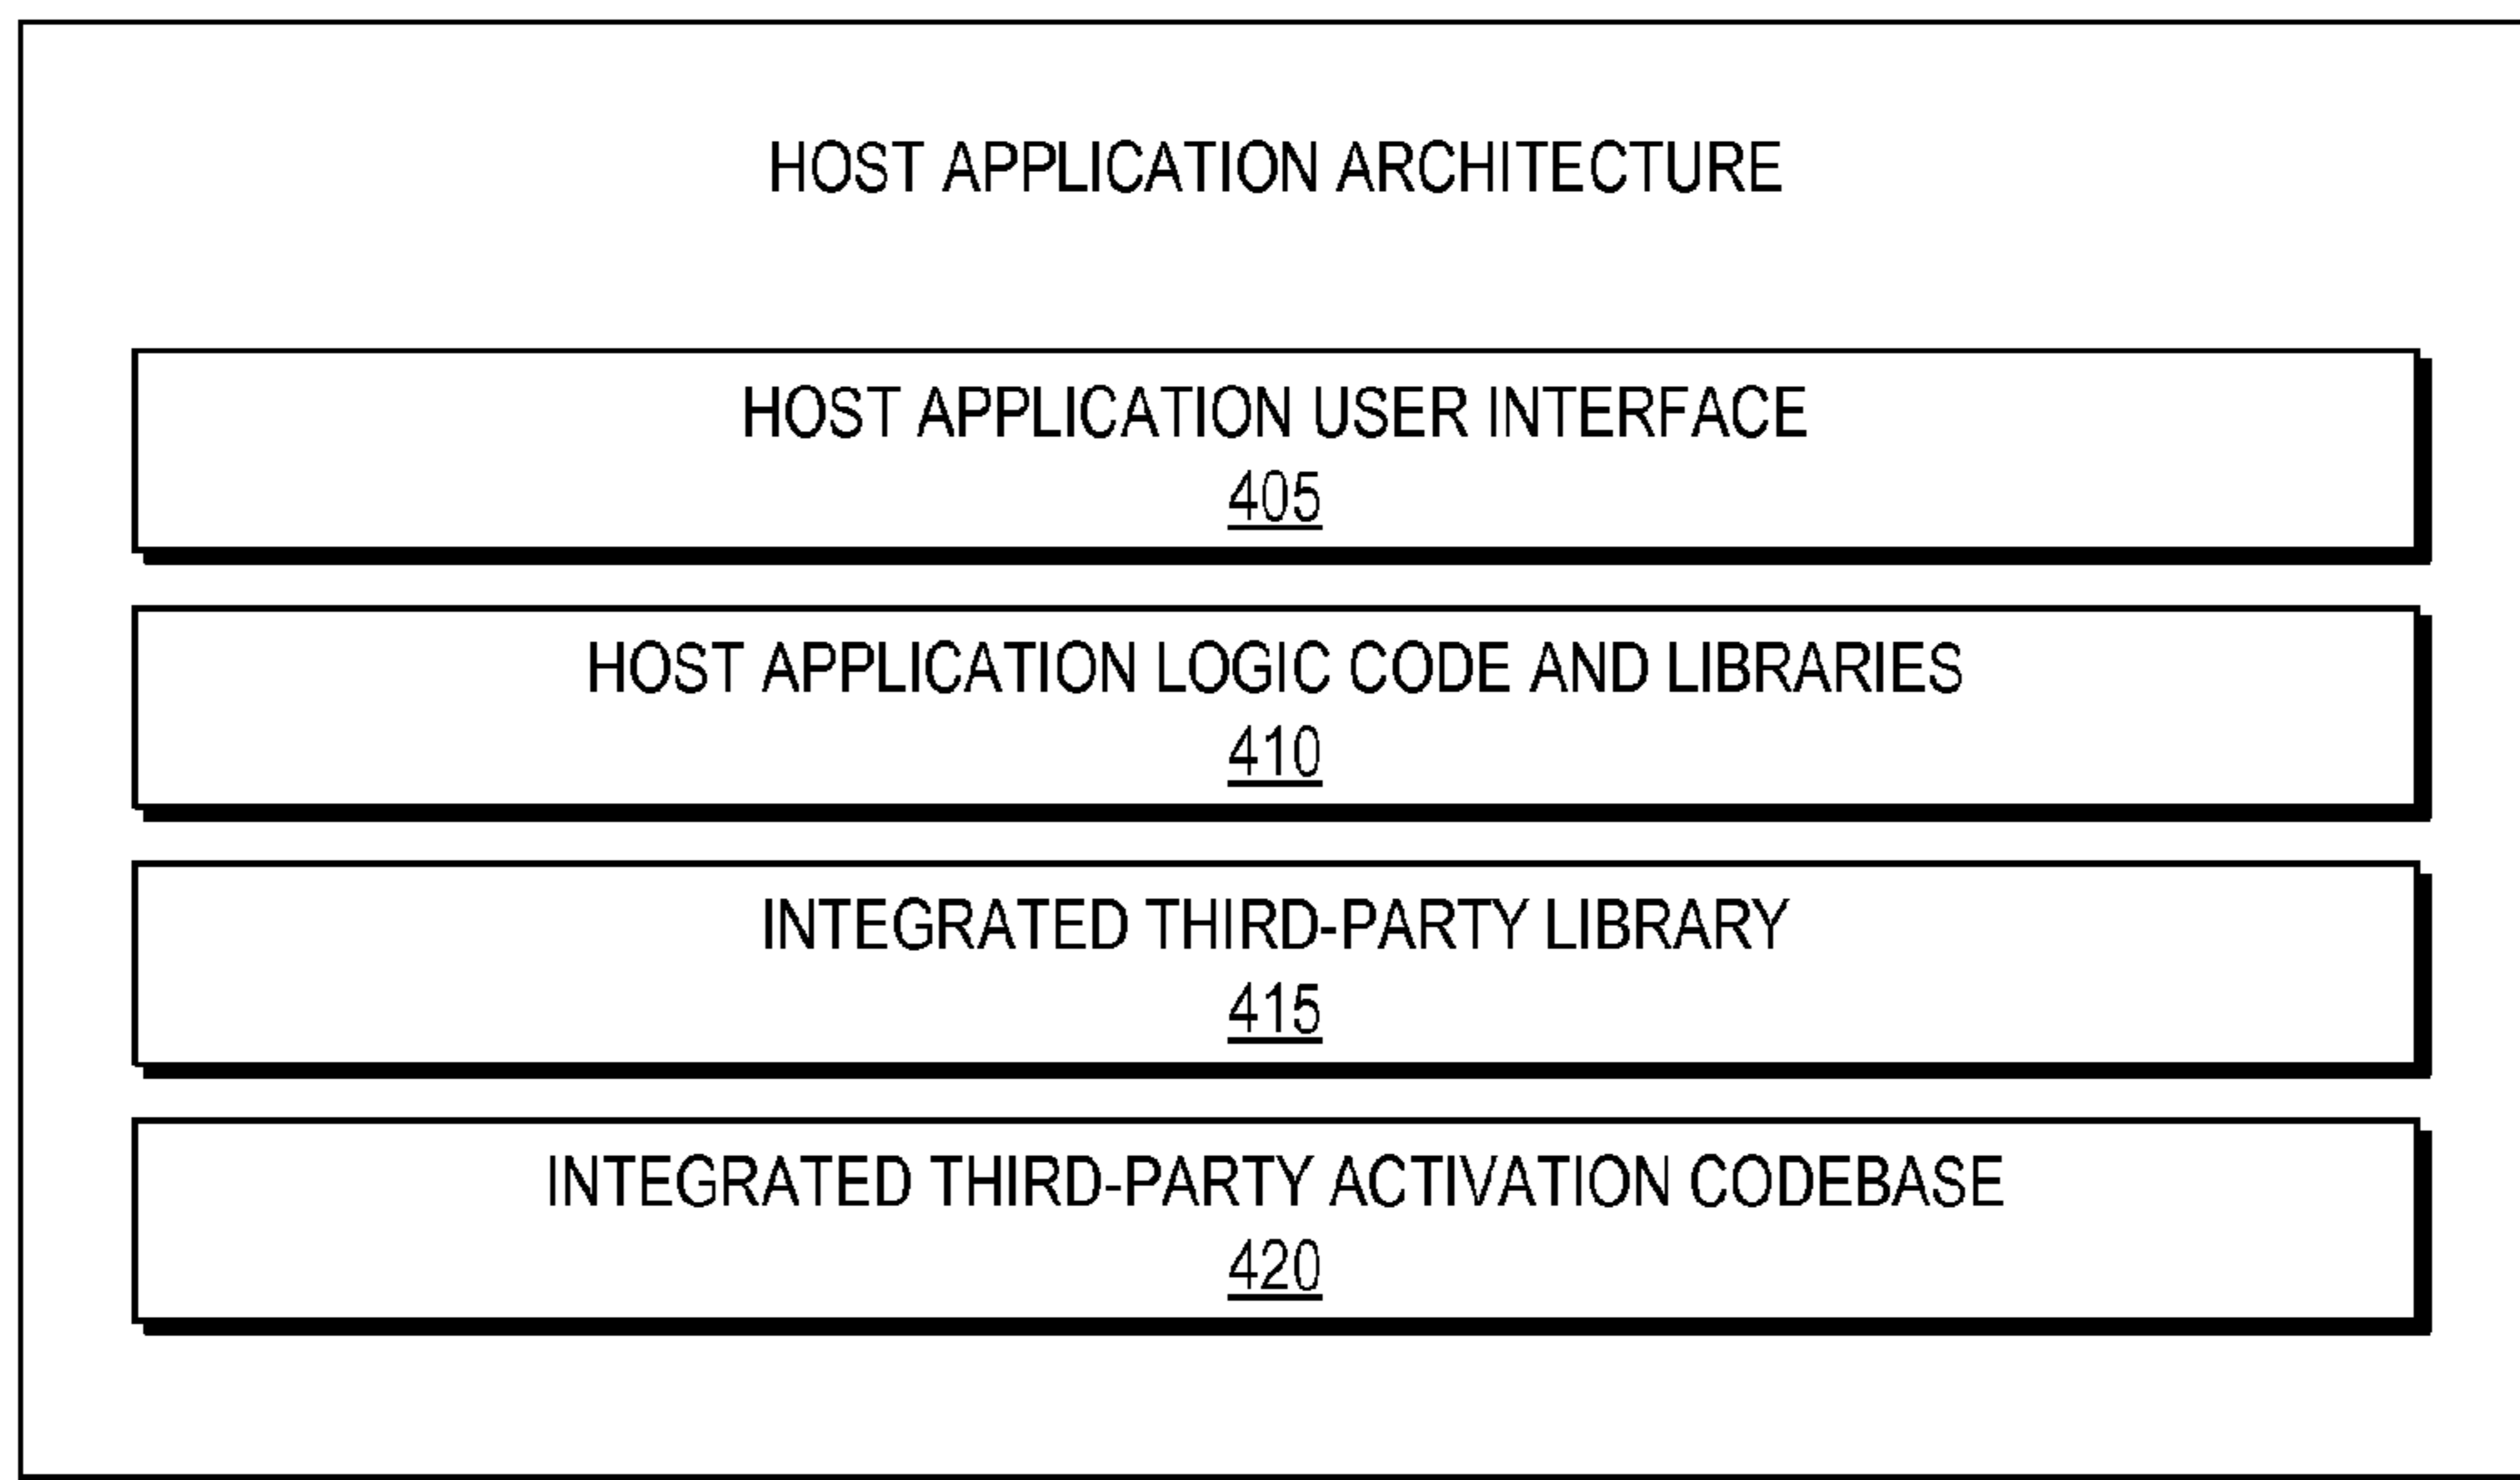 HOST APPLICATION ARCHITECTURE
HOST APPLICATION USER INTERFACE
405
HOST APPLICATION LOGIC CODE AND LIBRARIES
410
INTEGRATED THIRD-PARTY LIBRARY
415
INTEGRATED THIRD-PARTY ACTIVATION CODEBASE
420